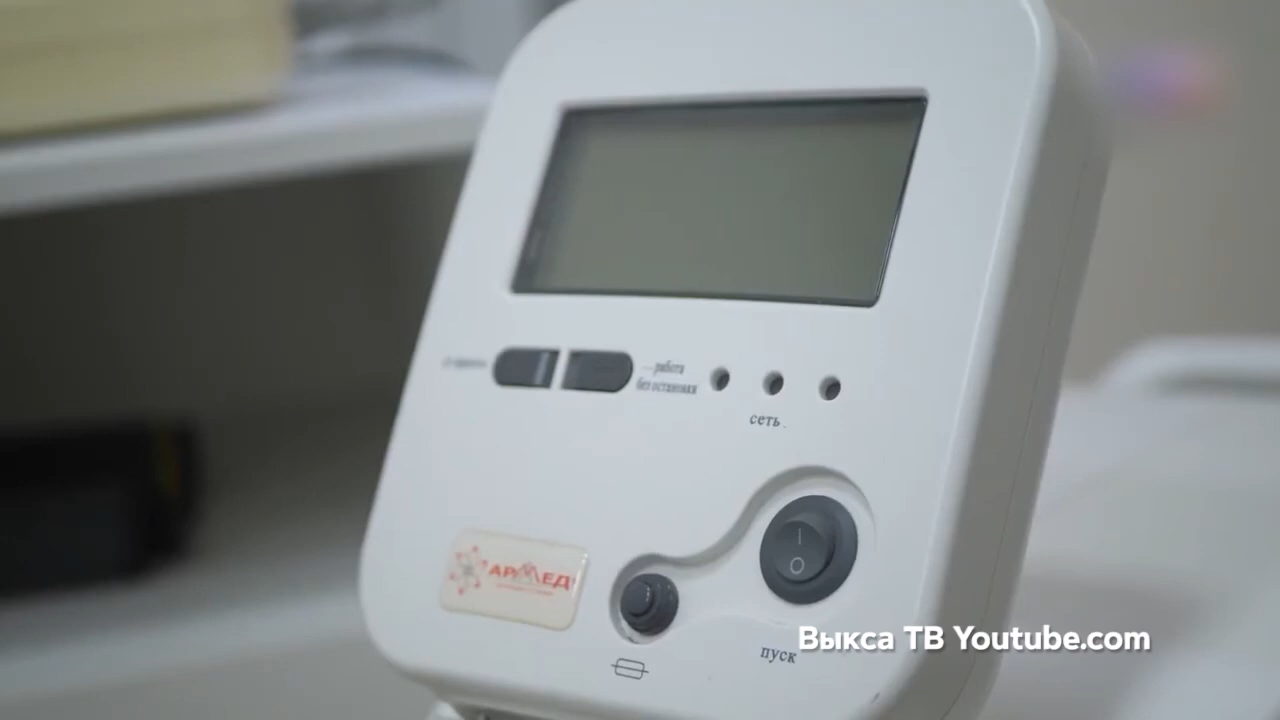 работа
без остановки
сеть
I
O
АРМЕД
пуск
Выкса ТВ Youtube.com